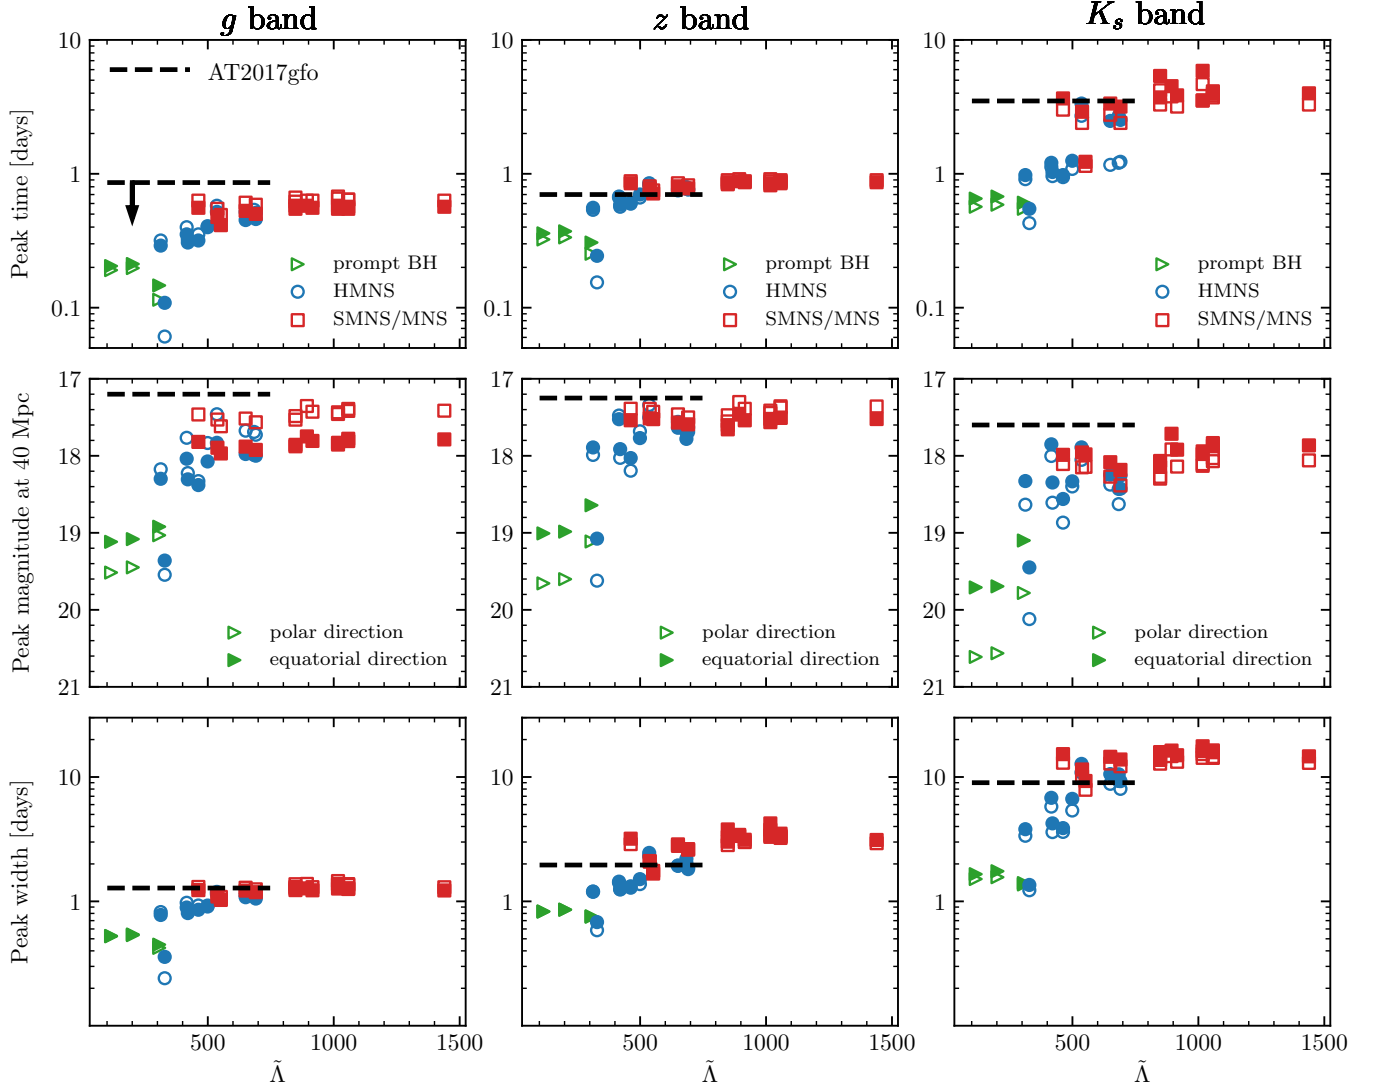 g band
z band
Kₛ band
Peak time [days]
10
1
0.1
AT2017gfo
prompt BH
HMNS
SMNS/MNS
10
1
0.1
prompt BH
HMNS
SMNS/MNS
10
1
0.1
prompt BH
HMNS
SMNS/MNS
Peak magnitude at 40 Mpc
17
18
19
20
21
polar direction
equatorial direction
17
18
19
20
21
polar direction
equatorial direction
17
18
19
20
21
polar direction
equatorial direction
Peak width [days]
10
1
500 1000 1500
Λ̃
10
1
500 1000 1500
Λ̃
10
1
500 1000 1500
Λ̃